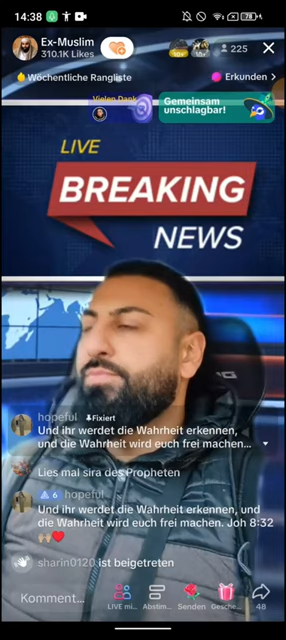 14:38
78
Ex-Muslim
310.1K Likes
225
Wöchentliche Rangliste
Erkunden >
Vielen Dank
Gemeinsam
unschlagbar!
LIVE
BREAKING
NEWS
hopeful Fixiert
Und ihr werdet die Wahrheit erkennen,
und die Wahrheit wird euch frei machen...
Lies mal sira des Propheten
6 hopeful
Und ihr werdet die Wahrheit erkennen, und
die Wahrheit wird euch frei machen. Joh 8:32
sharin0120 ist beigetreten
Komment...
LIVE mi...
Abstim...
Senden
Gesche...
48